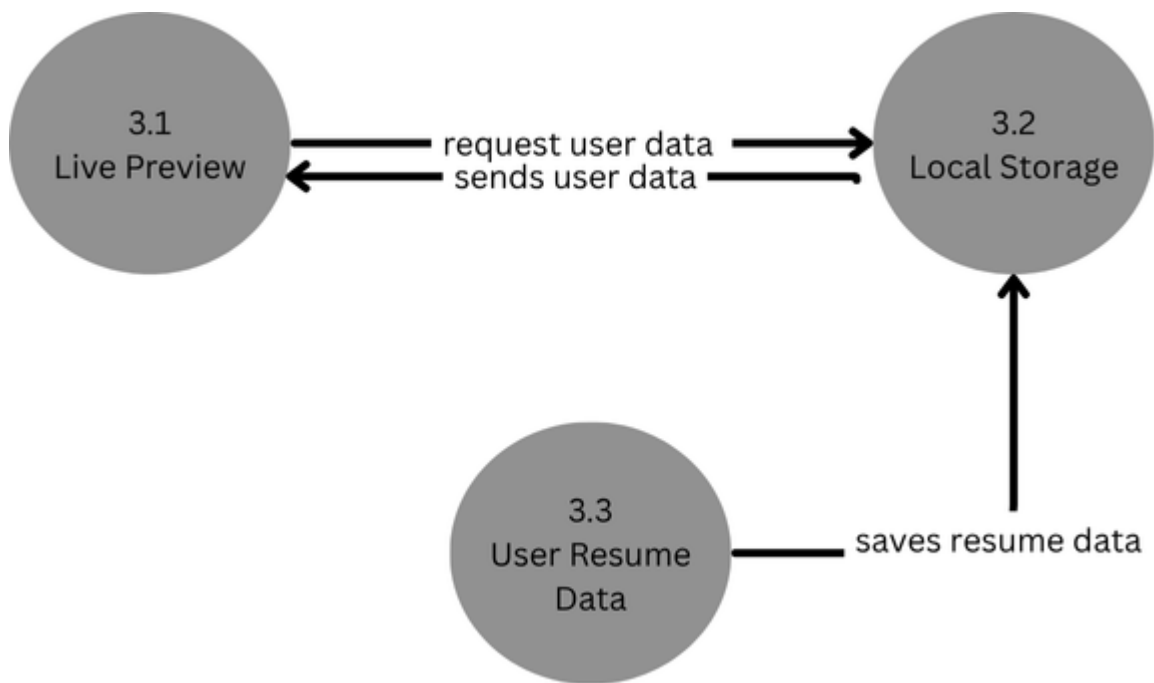 3.1
Live Preview
request user data
sends user data
3.2
Local Storage
3.3
User Resume
Data
saves resume data